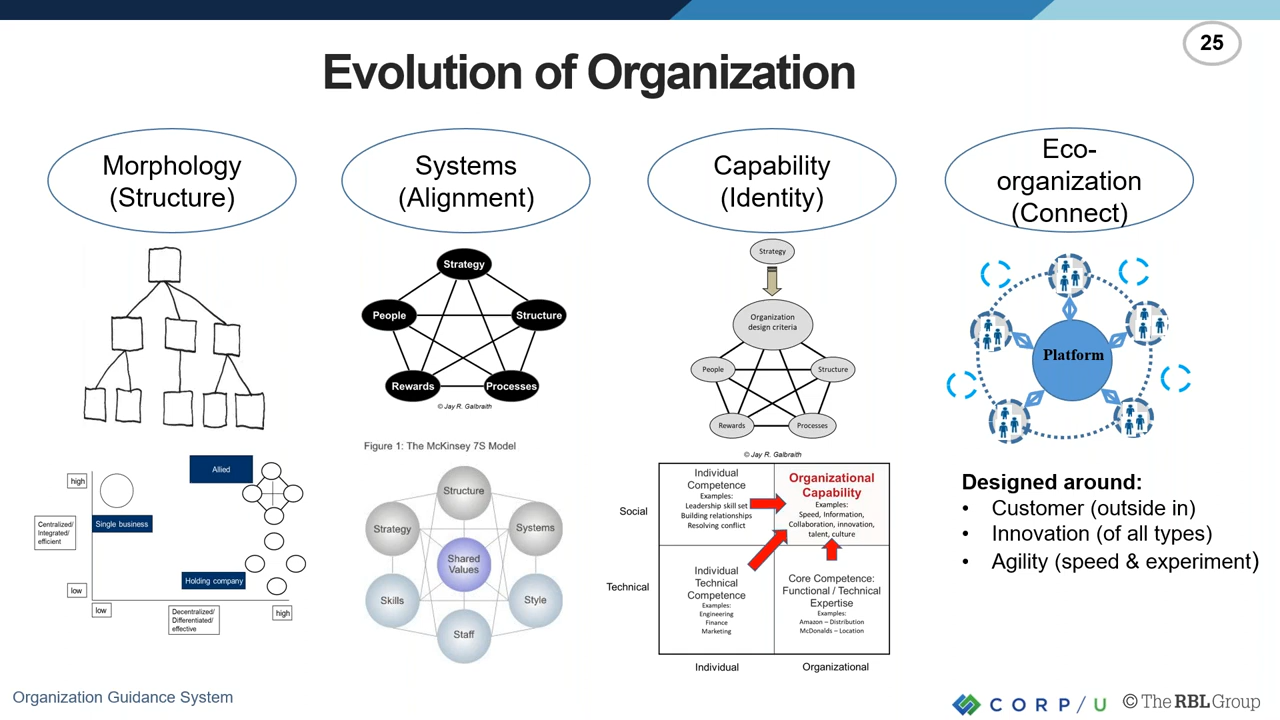 25
Evolution of Organization
Morphology
(Structure)
Systems
(Alignment)
Capability
(Identity)
Eco-
organization
(Connect)
Strategy
People
Structure
Rewards
Processes
© Jay R. Galbraith
Figure 1: The McKinsey 7S Model
Structure
Strategy
Systems
Shared
Values
Skills
Style
Staff
high
Allied
Single business
Centralized/
Integrated/
efficient
Holding company
low
low
Decentralized/
Differentiated/
effective
high
Strategy
Organization
design criteria
People
Structure
Rewards
Processes
© Jay R. Galbraith
Social
Technical
Individual
Competence
Examples:
Leadership skill set
Building relationships
Resolving conflict
Organizational
Capability
Examples:
Speed, Information,
Collaboration, innovation,
talent, culture
Individual
Technical
Competence
Examples:
Engineering
Finance
Marketing
Core Competence:
Functional / Technical
Expertise
Examples:
Amazon – Distribution
McDonalds – Location
Individual
Organizational
Platform
Designed around:
• Customer (outside in)
• Innovation (of all types)
• Agility (speed & experiment)
Organization Guidance System
CORP/U
© The RBL Group